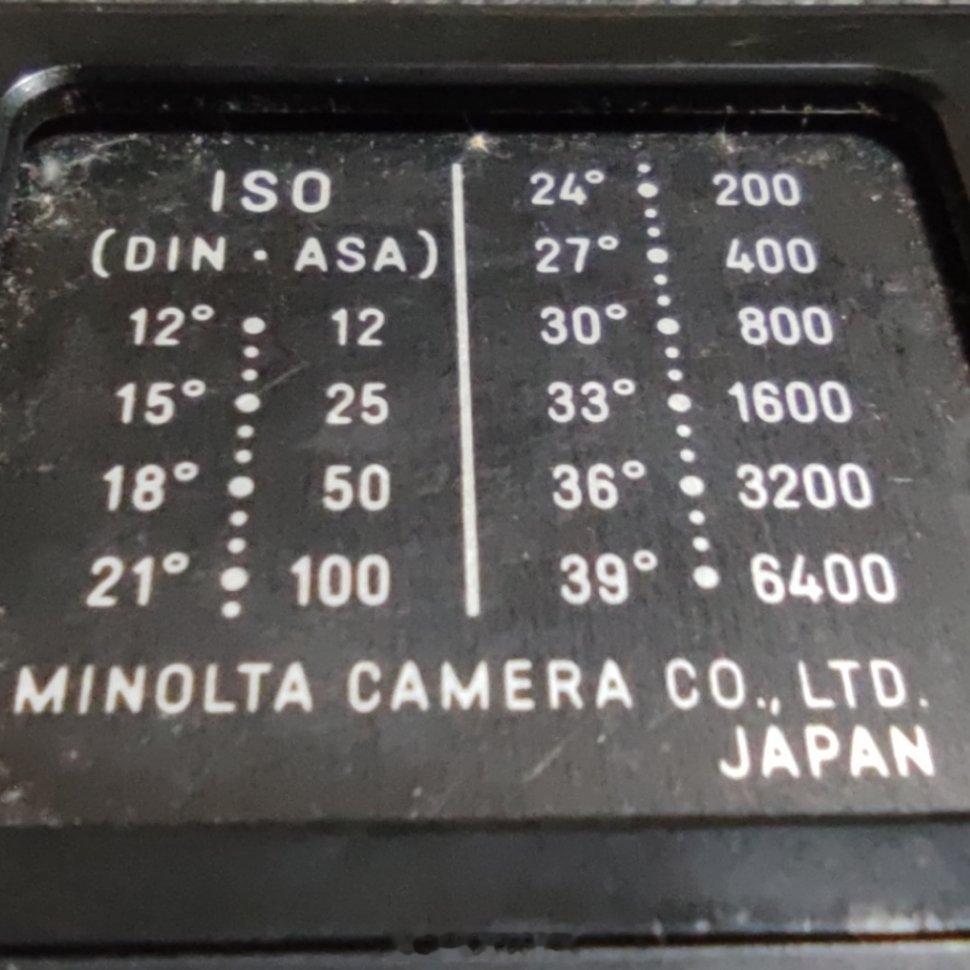 ISO
(DIN · ASA)
12° 12
15° 25
18° 50
21° 100
24° 200
27° 400
30° 800
33° 1600
36° 3200
39° 6400
MINOLTA CAMERA CO., LTD.
JAPAN